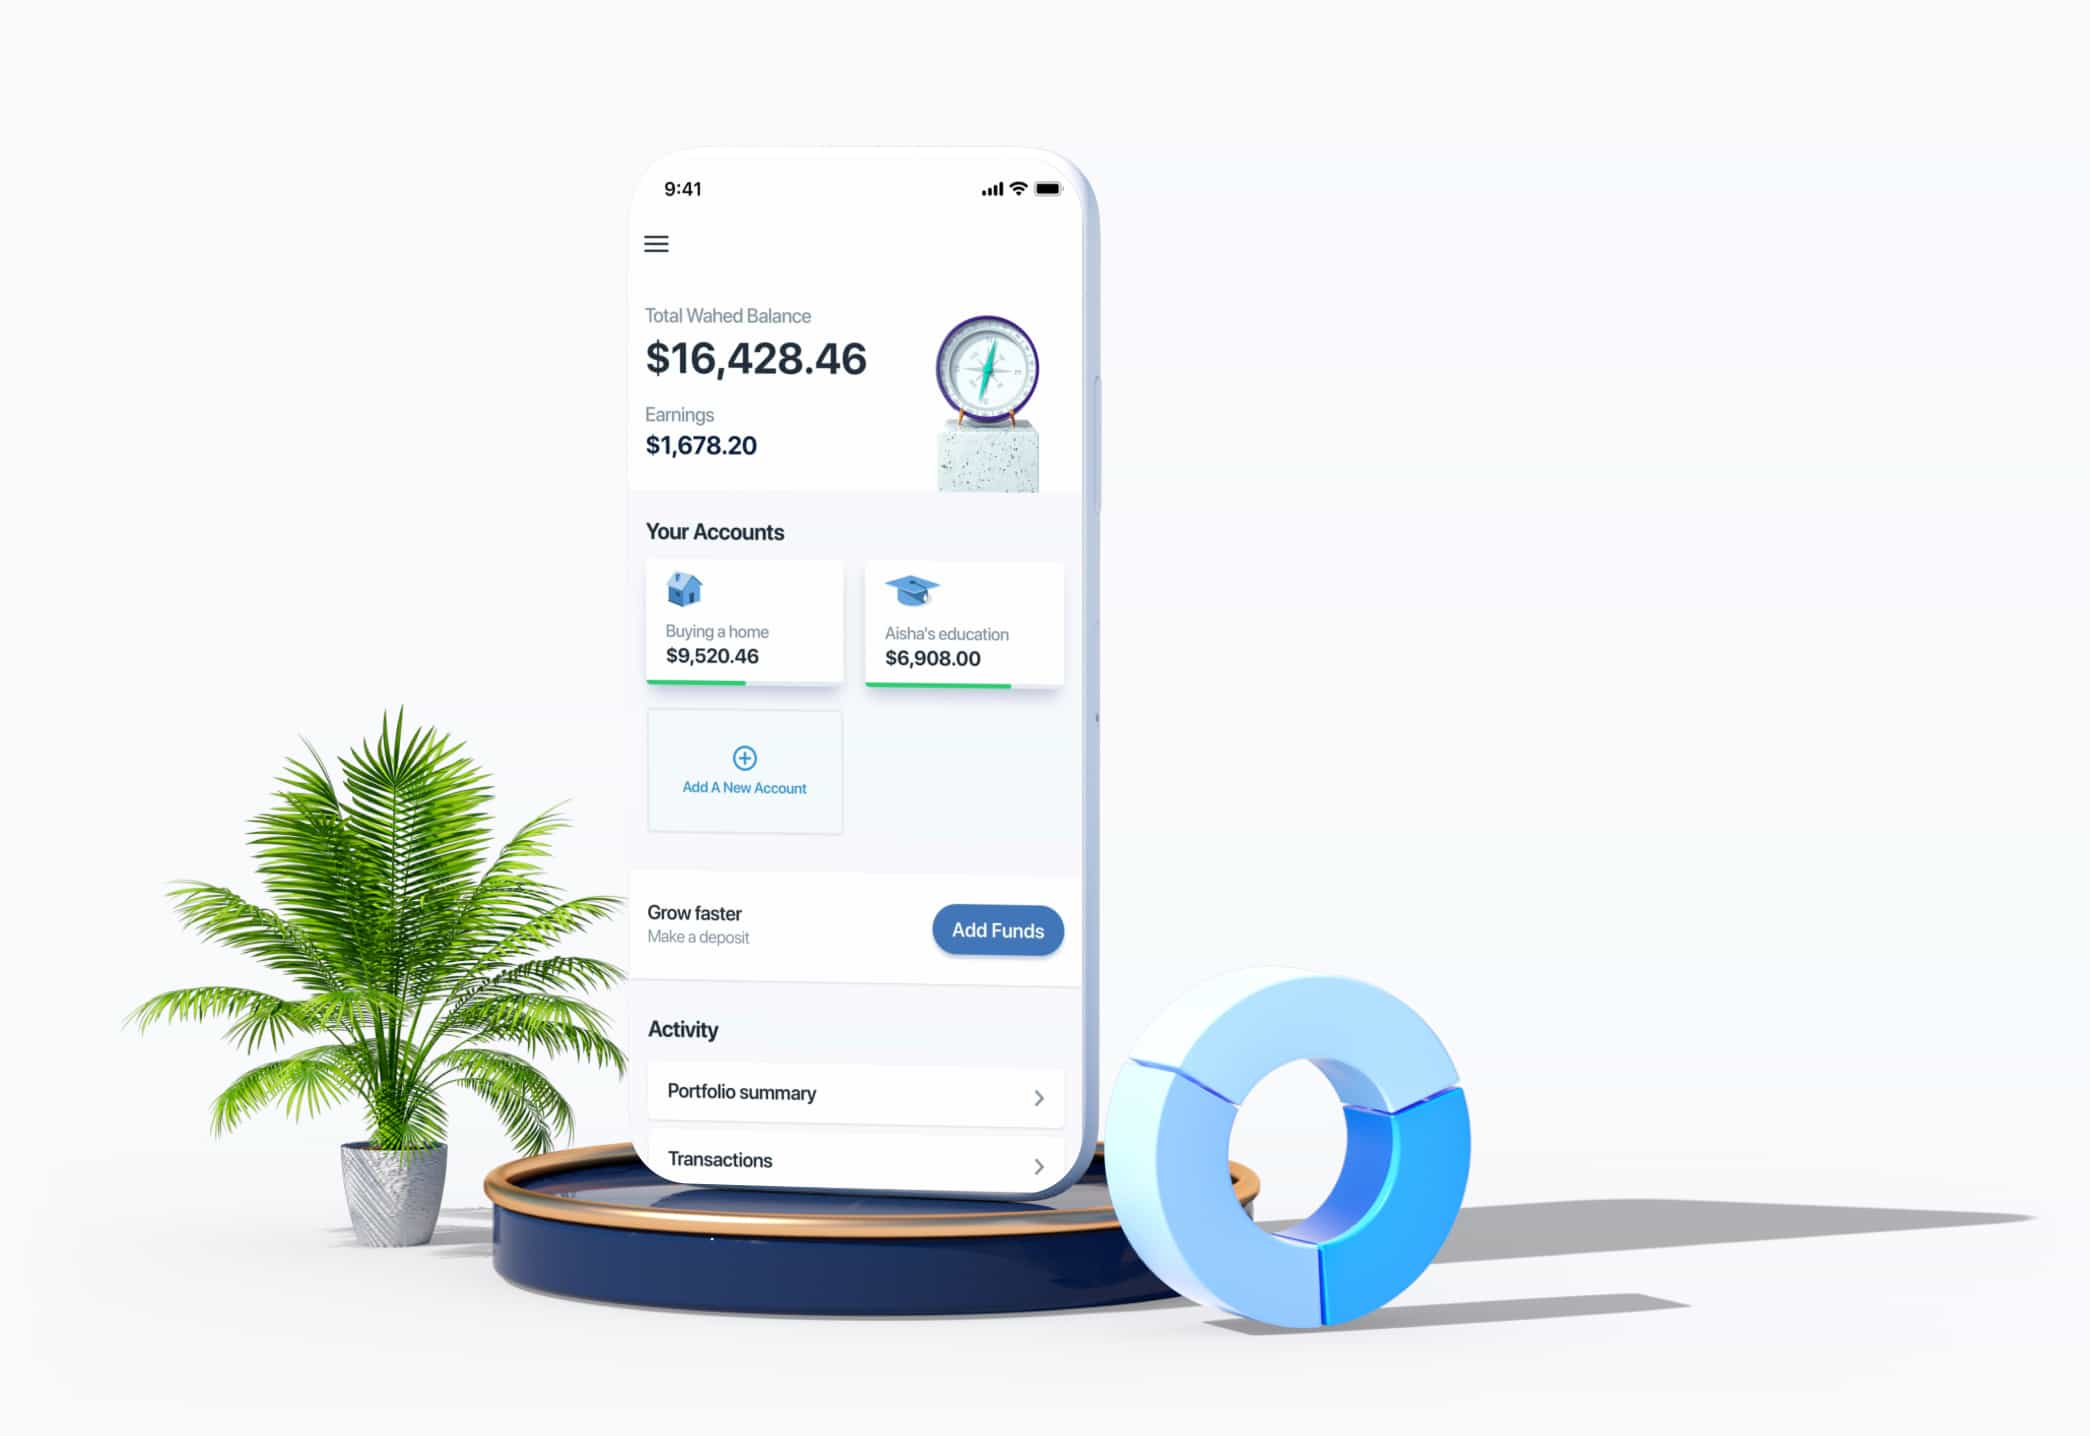 9:41
Total Wahed Balance
$16,428.46
Earnings
$1,678.20
Your Accounts
Buying a home
$9,520.46
Aisha's education
$6,908.00
Add A New Account
Grow faster
Make a deposit
Add Funds
Activity
Portfolio summary
Transactions